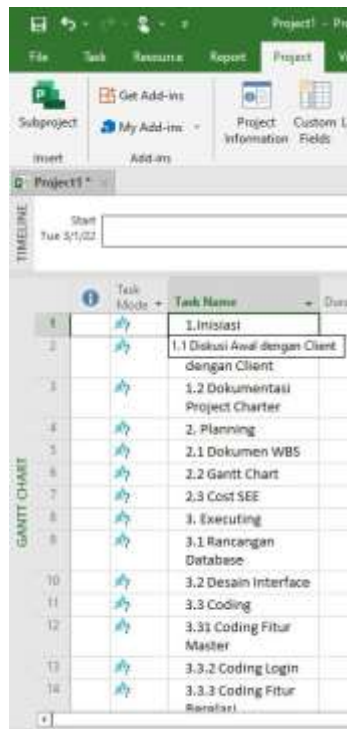 Project1 - Pr
File Task Resource Report Project V
Subproject
Get Add-ins
My Add-ins
Project Information
Custom Fields
Insert
Add-ins
Project1 *
TIMELINE
Start
Tue 3/1/22
Task Mode
Task Name
1 1.Inisiasi
2 1.1 Diskusi Awal dengan Client
dengan Client
3 1.2 Dokumentasi
Project Charter
4 2. Planning
5 2.1 Dokumen WBS
6 2.2 Gantt Chart
7 2.3 Cost SEE
8 3. Executing
9 3.1 Rancangan
Database
10 3.2 Desain Interface
11 3.3 Coding
12 3.31 Coding Fitur
Master
13 3.3.2 Coding Login
14 3.3.3 Coding Fitur
GANTT CHART